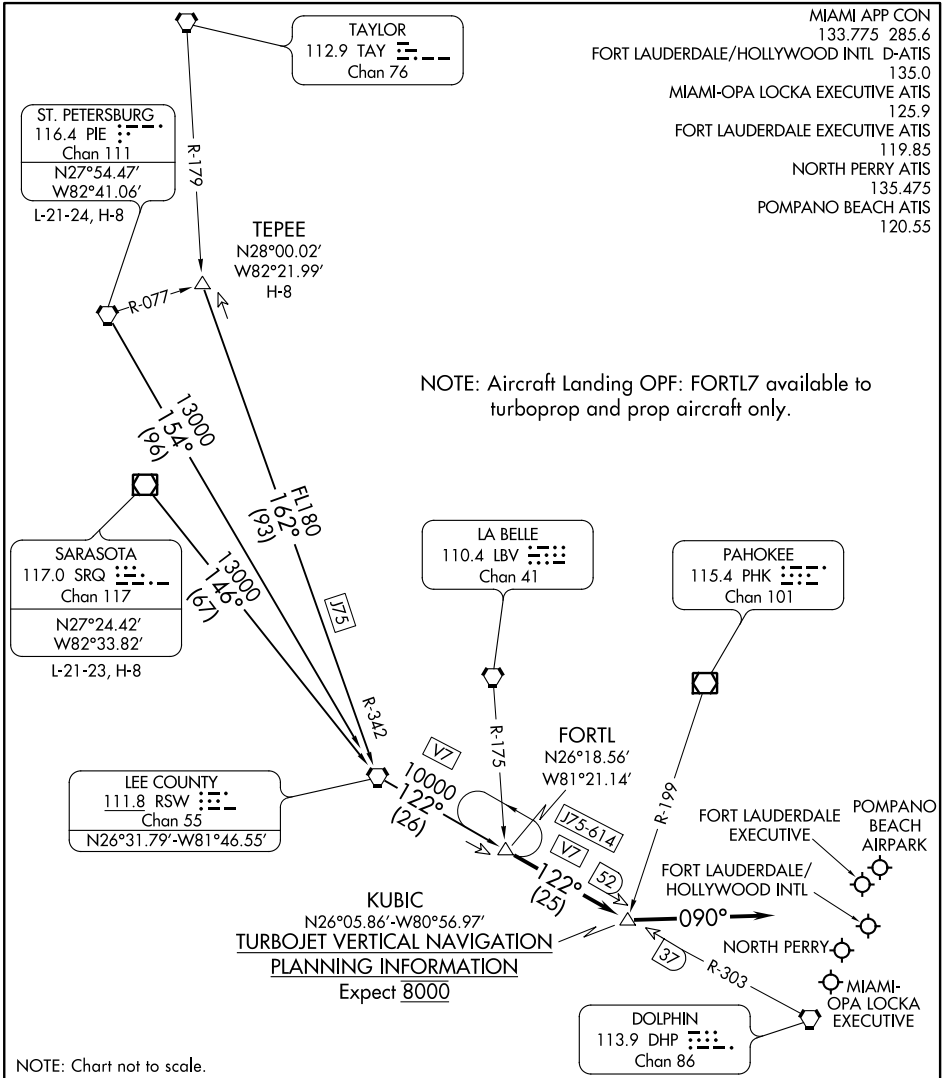 MIAMI APP CON
133.775 285.6
FORT LAUDERDALE/HOLLYWOOD INTL D-ATIS
135.0
MIAMI-OPA LOCKA EXECUTIVE ATIS
125.9
FORT LAUDERDALE EXECUTIVE ATIS
119.85
NORTH PERRY ATIS
135.475
POMPANO BEACH ATIS
120.55
TAYLOR
112.9 TAY
Chan 76
ST. PETERSBURG
116.4 PIE
Chan 111
N27°54.47′
W82°41.06′
L-21-24, H-8
R-179
TEPEE
N28°00.02′
W82°21.99′
H-8
R-077
NOTE: Aircraft Landing OPF: FORTL7 available to
turboprop and prop aircraft only.
13000
154°
(96)
FL180
162°
(93)
J75
R-342
SARASOTA
117.0 SRQ
Chan 117
N27°24.42′
W82°33.82′
L-21-23, H-8
13000
146°
(67)
LA BELLE
110.4 LBV
Chan 41
R-175
PAHOKEE
115.4 PHK
Chan 101
R-199
LEE COUNTY
111.8 RSW
Chan 55
N26°31.79′-W81°46.55′
V7
10000
122°
(26)
FORTL
N26°18.56′
W81°21.14′
J75-614
V7
122°
(25)
52
KUBIC
N26°05.86′-W80°56.97′
TURBOJET VERTICAL NAVIGATION
PLANNING INFORMATION
Expect 8000
090°
FORT LAUDERDALE
EXECUTIVE
POMPANO
BEACH
AIRPARK
FORT LAUDERDALE/
HOLLYWOOD INTL
NORTH PERRY
MIAMI-
OPA LOCKA
EXECUTIVE
37
R-303
DOLPHIN
113.9 DHP
Chan 86
NOTE: Chart not to scale.